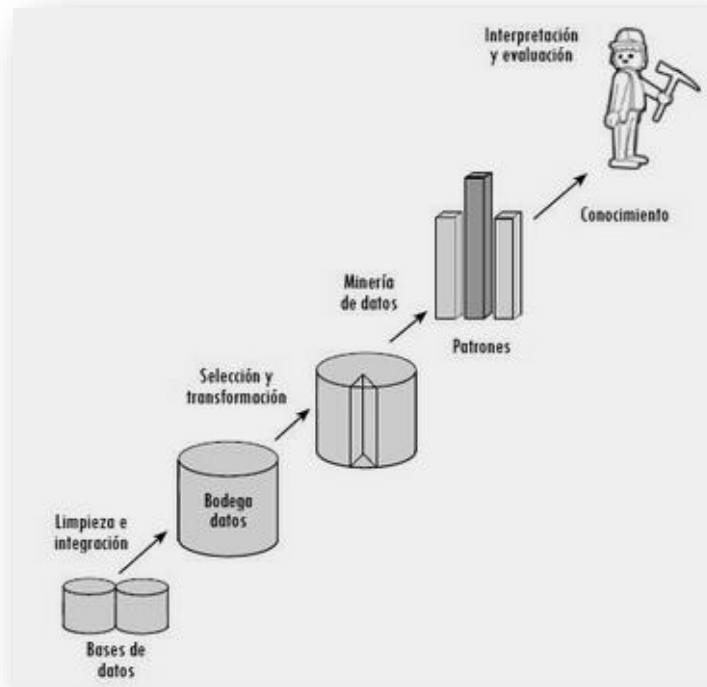 Interpretación
y evaluación
Conocimiento
Minería
de datos
Patrones
Selección y
transformación
Bodega
datos
Limpieza e
integración
Bases de
datos